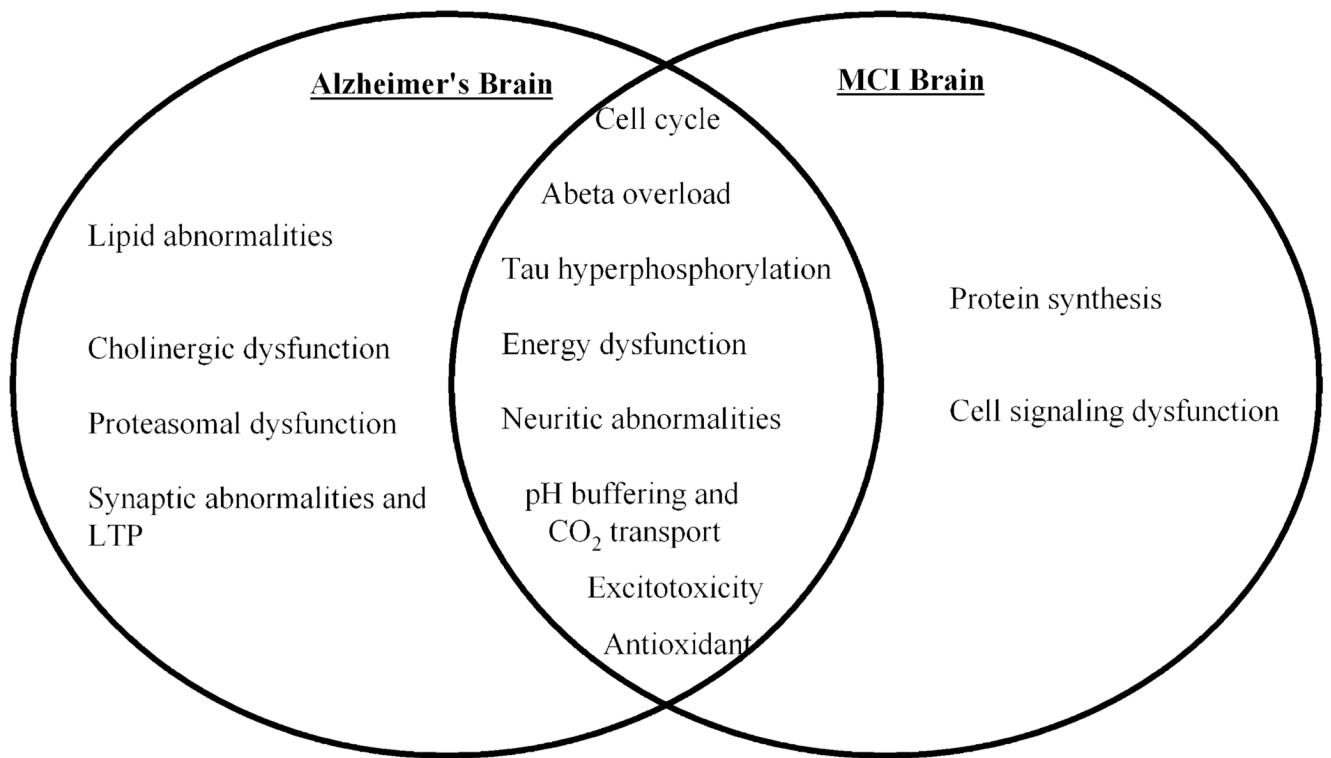 Alzheimer's Brain
Lipid abnormalities
Cholinergic dysfunction
Proteasomal dysfunction
Synaptic abnormalities and
LTP
Cell cycle
Abeta overload
Tau hyperphosphorylation
Energy dysfunction
Neuritic abnormalities
pH buffering and
CO₂ transport
Excitotoxicity
Antioxidant
MCI Brain
Protein synthesis
Cell signaling dysfunction